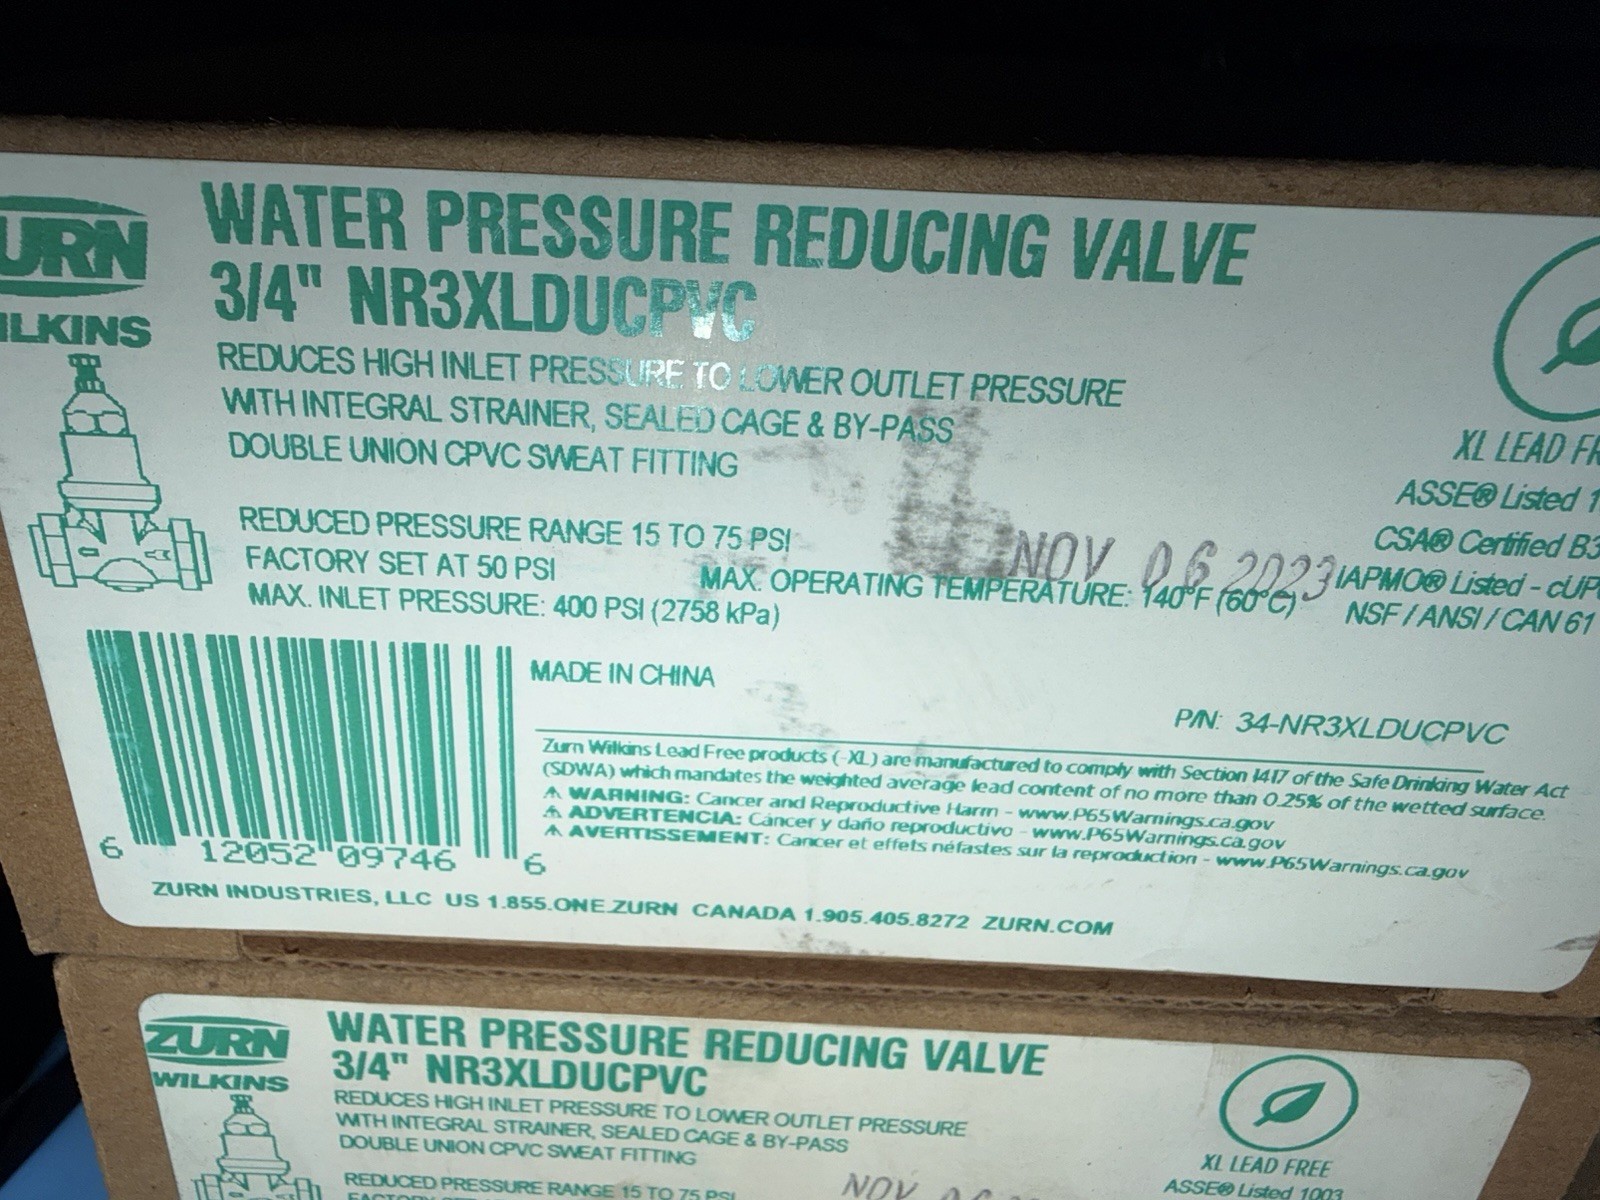 URN
ILKINS
WATER PRESSURE REDUCING VALVE
3/4" NR3XLDUCPVC
REDUCES HIGH INLET PRESSURE TO LOWER OUTLET PRESSURE
WITH INTEGRAL STRAINER, SEALED CAGE & BY-PASS
DOUBLE UNION CPVC SWEAT FITTING
REDUCED PRESSURE RANGE 15 TO 75 PSI
FACTORY SET AT 50 PSI
MAX. INLET PRESSURE: 400 PSI (2758 kPa)
MAX. OPERATING TEMPERATURE: 140°F (60°C)
NOV 06 2023
XL LEAD FR
ASSE® Listed 1
CSA® Certified B3
IAPMO® Listed - cUP
NSF / ANSI / CAN 61
MADE IN CHINA
P/N: 34-NR3XLDUCPVC
Zurn Wilkins Lead Free products (-XL) are manufactured to comply with Section 1417 of the Safe Drinking Water Act
(SDWA) which mandates the weighted average lead content of no more than 0.25% of the wetted surface.
⚠ WARNING: Cancer and Reproductive Harm - www.P65Warnings.ca.gov
⚠ ADVERTENCIA: Cáncer y daño reproductivo - www.P65Warnings.ca.gov
⚠ AVERTISSEMENT: Cancer et effets néfastes sur la reproduction - www.P65Warnings.ca.gov
6 12052 09746 6
ZURN INDUSTRIES, LLC US 1.855.ONE.ZURN CANADA 1.905.405.8272 ZURN.COM
ZURN
WILKINS
WATER PRESSURE REDUCING VALVE
3/4" NR3XLDUCPVC
REDUCES HIGH INLET PRESSURE TO LOWER OUTLET PRESSURE
WITH INTEGRAL STRAINER, SEALED CAGE & BY-PASS
DOUBLE UNION CPVC SWEAT FITTING
REDUCED PRESSURE RANGE 15 TO 75 PSI
NOV
XL LEAD FREE
ASSE® Listed 1003